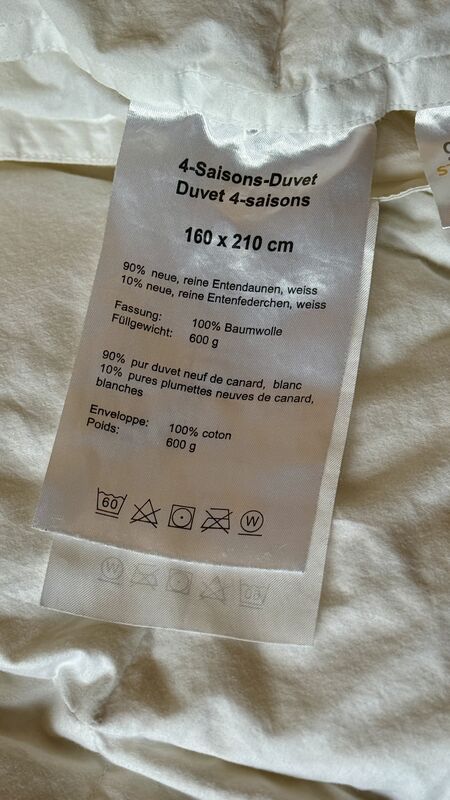 4-Saisons-Duvet
Duvet 4-saisons
160 x 210 cm
90% neue, reine Entendaunen, weiss
10% neue, reine Entenfederchen, weiss
Fassung: 100% Baumwolle
Füllgewicht: 600 g
90% pur duvet neuf de canard, blanc
10% pures plumettes neuves de canard,
blanches
Enveloppe: 100% coton
Poids: 600 g
60 W